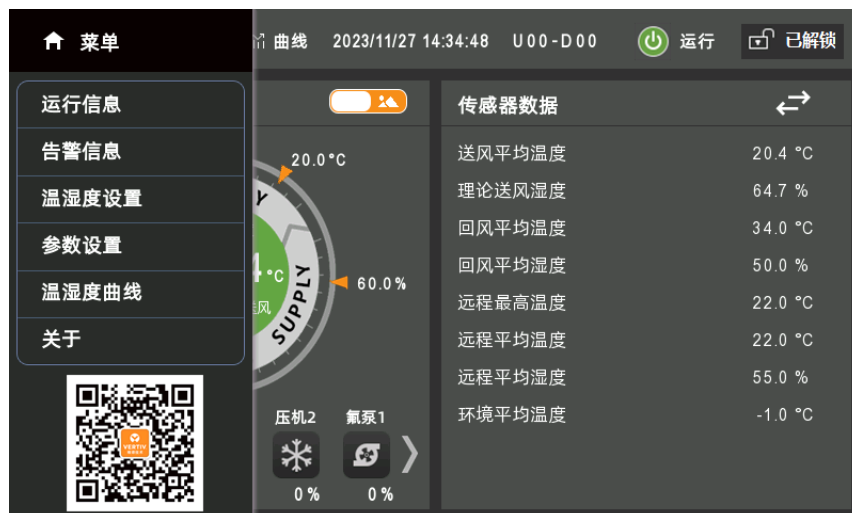 菜单
曲线 2023/11/27 14:34:48 U00-D00 运行 已解锁
运行信息
告警信息
温湿度设置
参数设置
温湿度曲线
关于
VERTIV
20.0°C
60.0%
4 °C
SUPPLY
压机2 氟泵1
0% 0%
传感器数据
送风平均温度 20.4 °C
理论送风湿度 64.7 %
回风平均温度 34.0 °C
回风平均湿度 50.0 %
远程最高温度 22.0 °C
远程平均温度 22.0 °C
远程平均湿度 55.0 %
环境平均温度 -1.0 °C